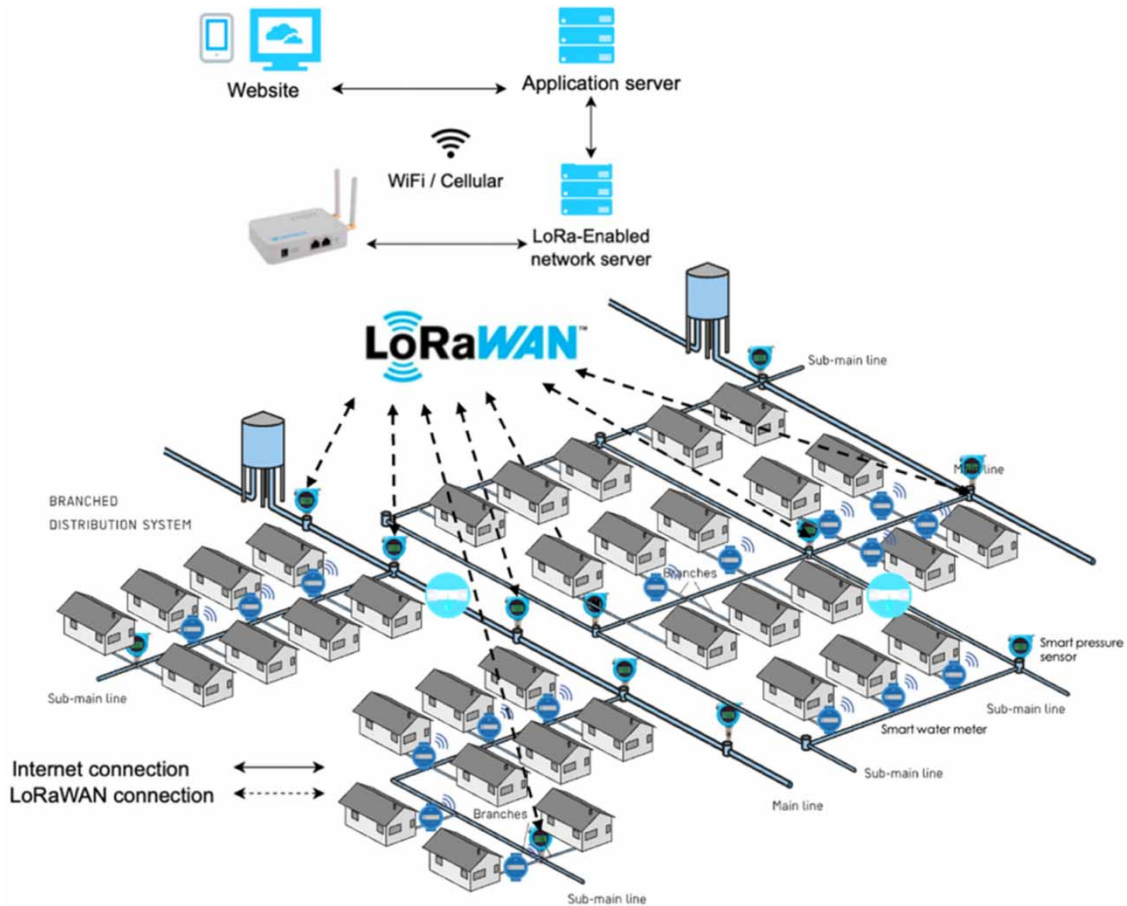 Website
Application server
WiFi / Cellular
LoRa-Enabled
network server
LoRaWAN™
Sub-main line
Main line
BRANCHED
DISTRIBUTION SYSTEM
Branches
Smart pressure
sensor
Sub-main line
Sub-main line
Smart water meter
Sub-main line
Internet connection
LoRaWAN connection
Main line
Branches
Sub-main line